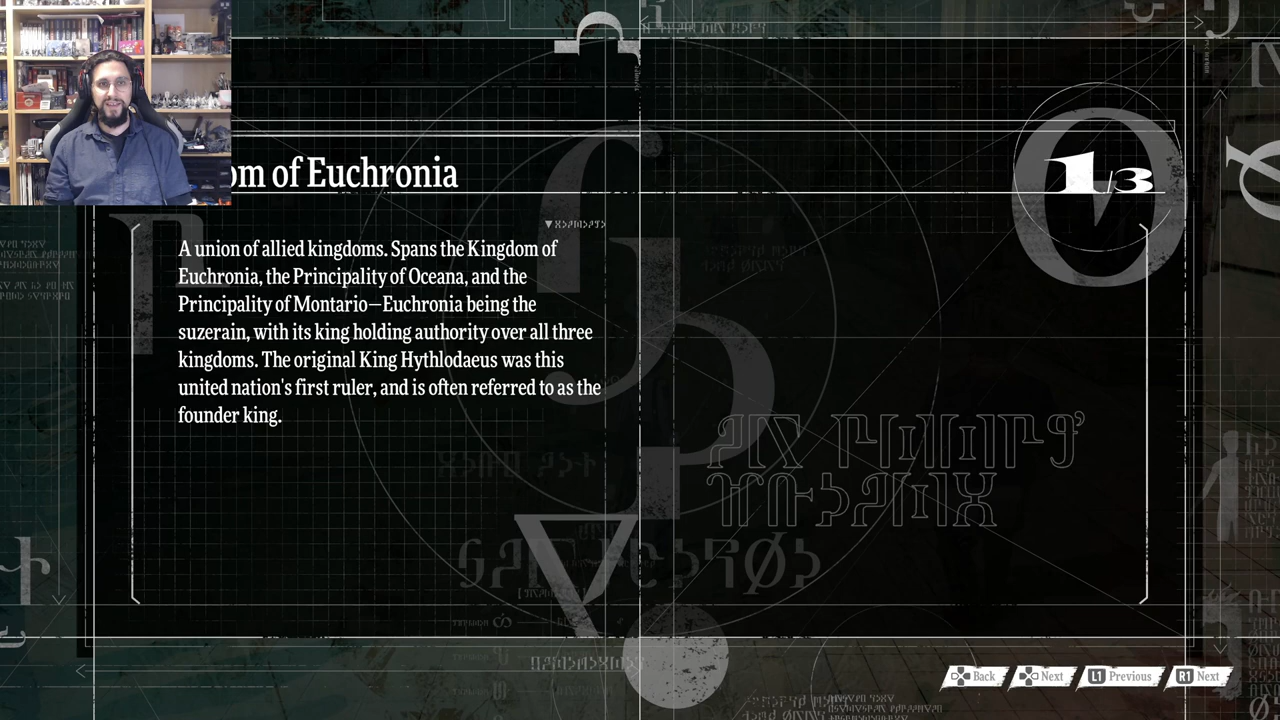 om of Euchronia
1/3
A union of allied kingdoms. Spans the Kingdom of
Euchronia, the Principality of Oceana, and the
Principality of Montario—Euchronia being the
suzerain, with its king holding authority over all three
kingdoms. The original King Hythlodaeus was this
united nation's first ruler, and is often referred to as the
founder king.
Back
Next
L1 Previous
R1 Next